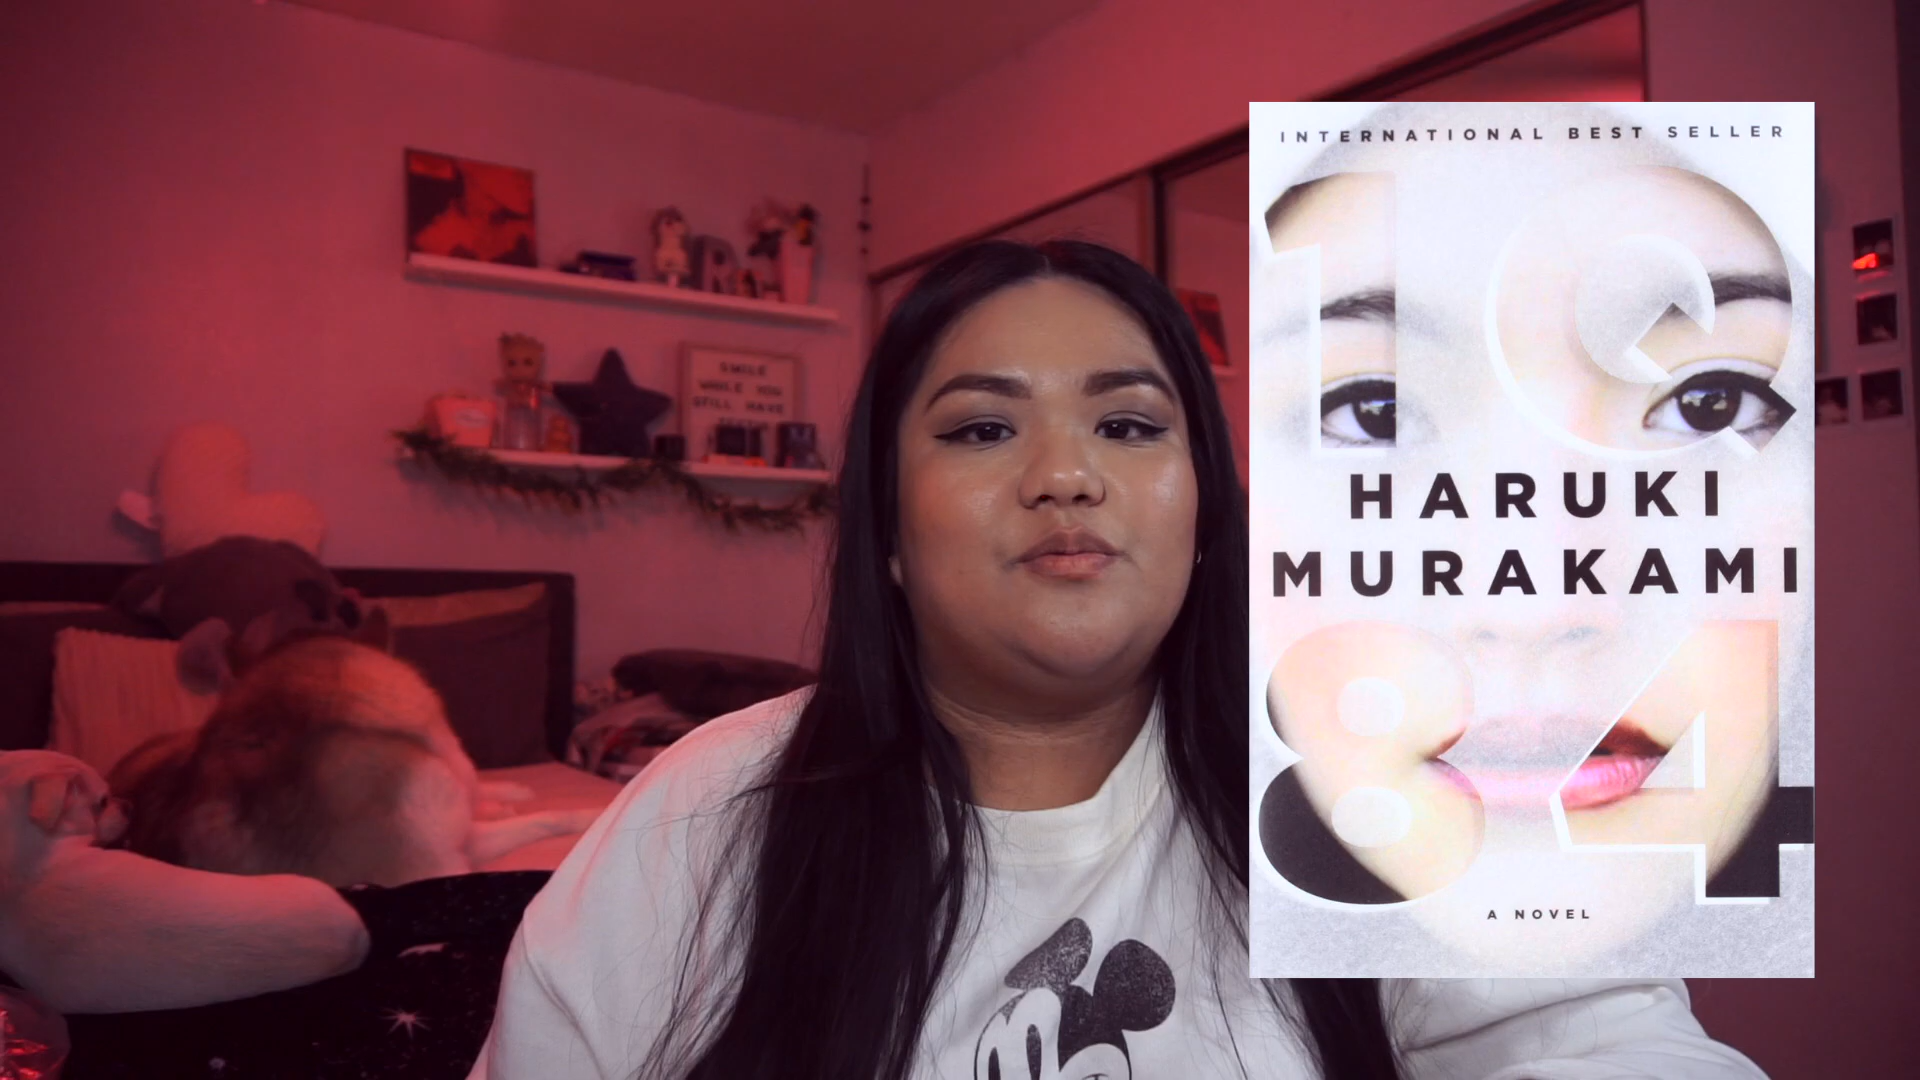 INTERNATIONAL BEST SELLER
1Q
HARUKI
MURAKAMI
84
A NOVEL
SMILE
WHILE YOU
STILL HAVE
R